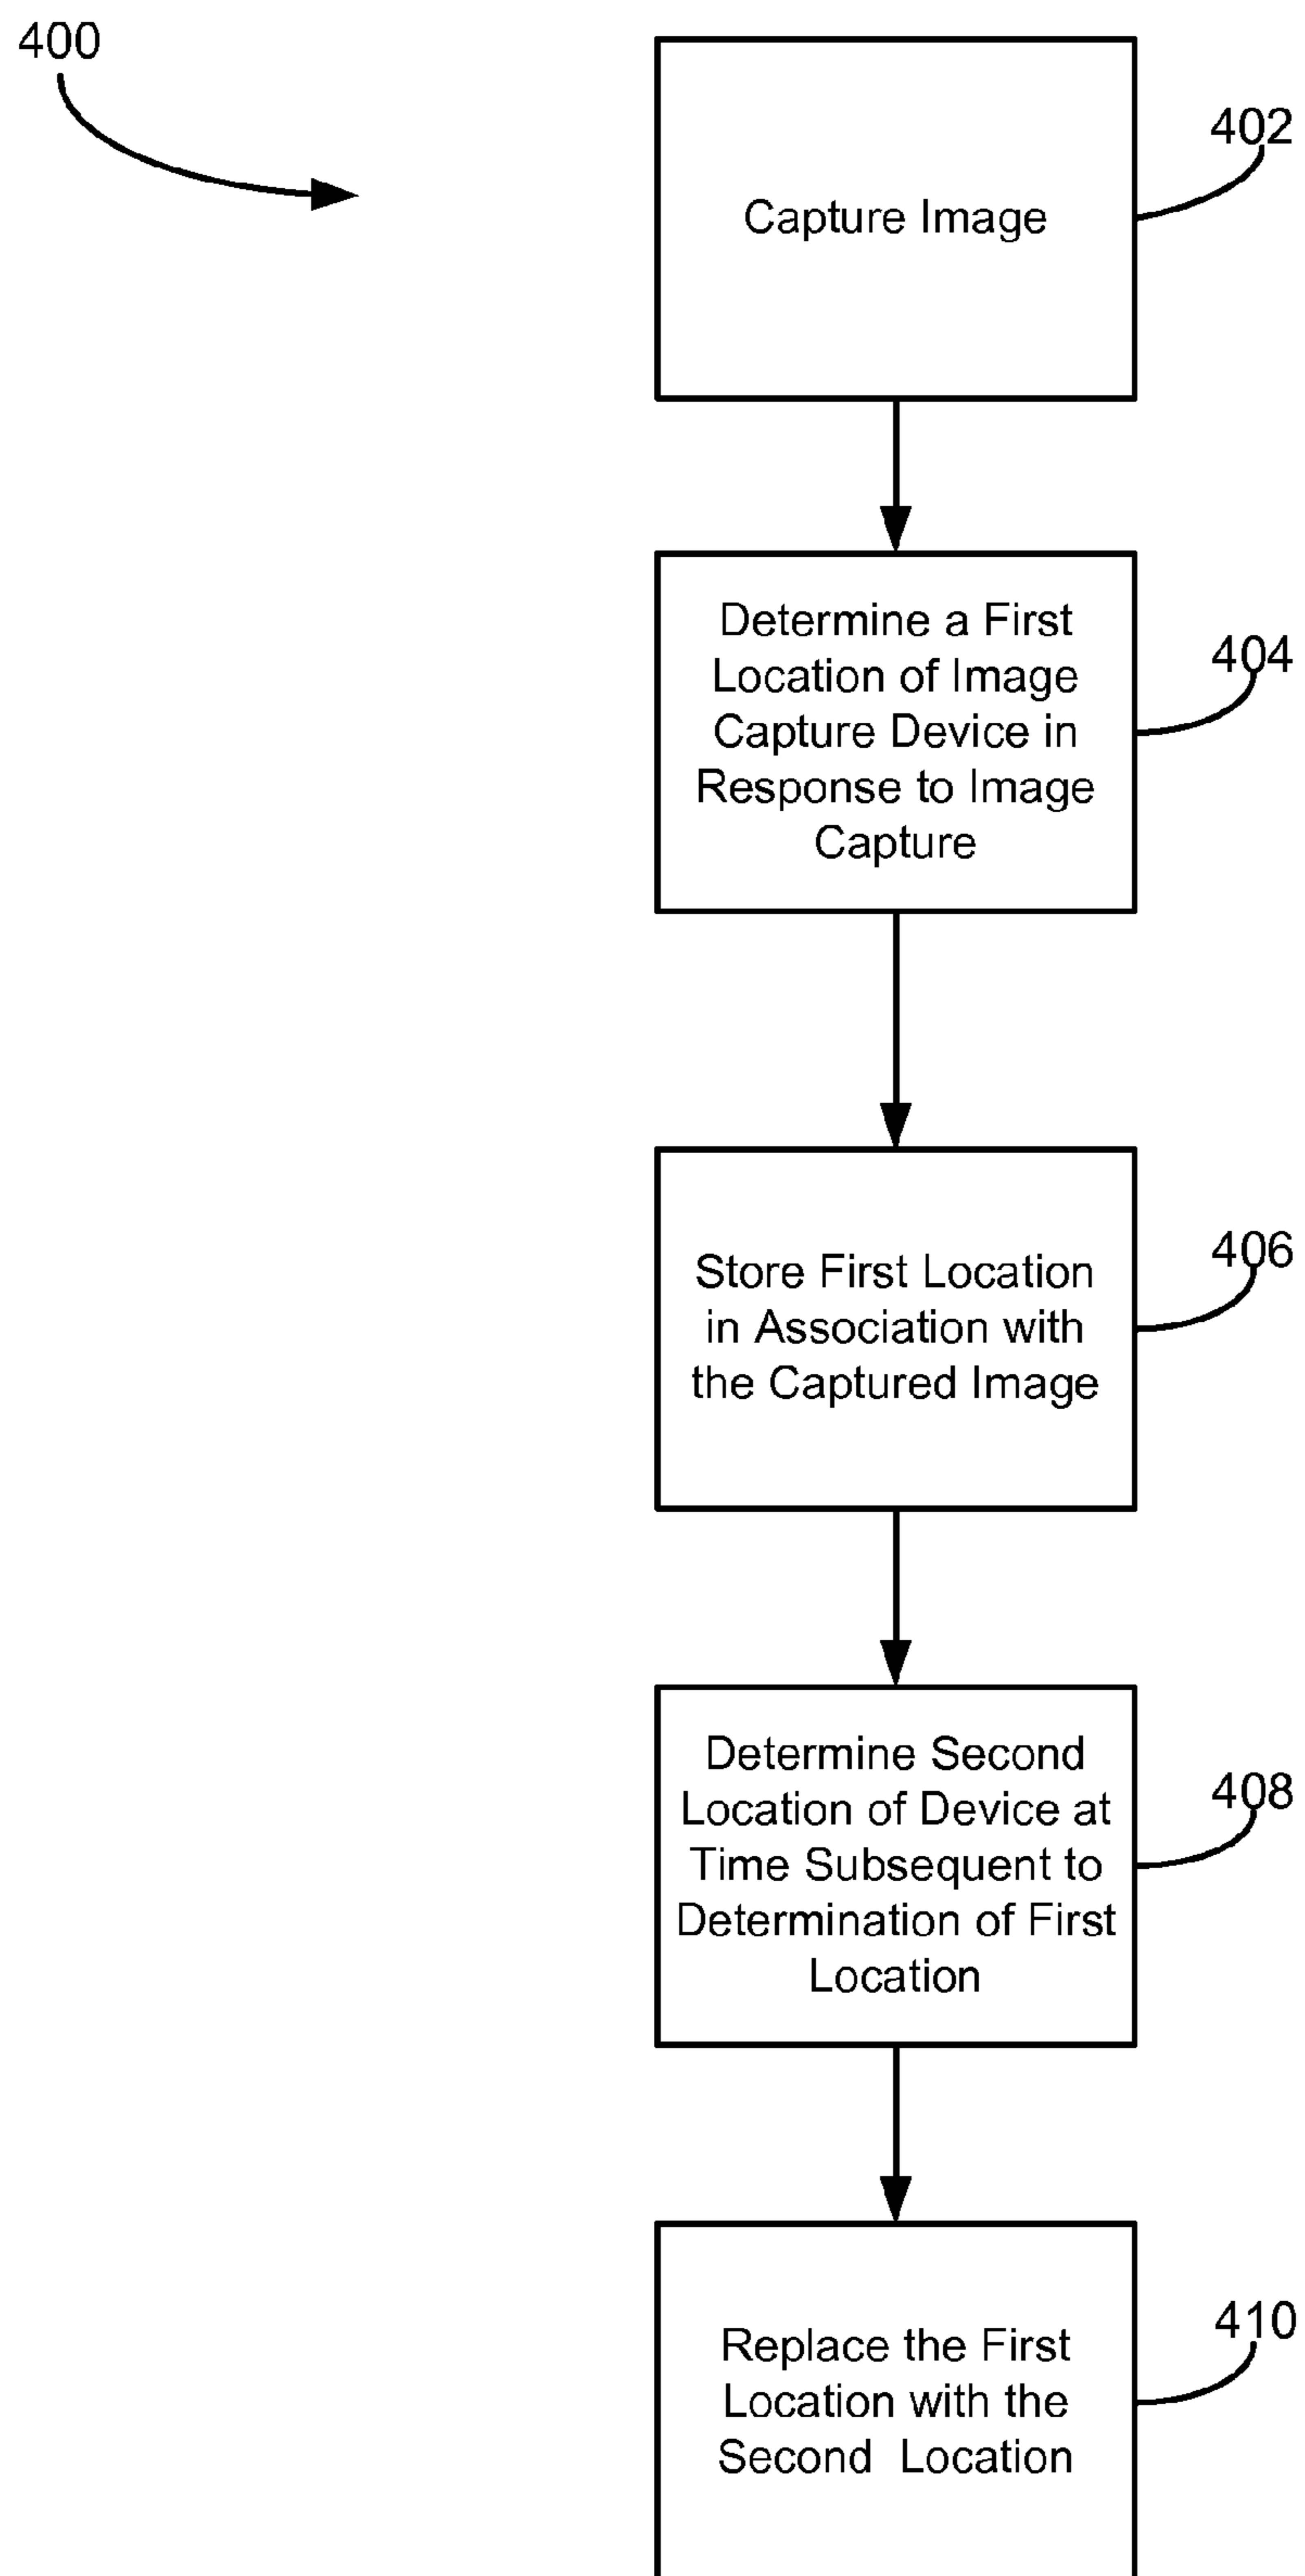 400
402
Capture Image
Determine a First
Location of Image
Capture Device in
Response to Image
Capture
404
Store First Location
in Association with
the Captured Image
406
Determine Second
Location of Device at
Time Subsequent to
Determination of First
Location
408
Replace the First
Location with the
Second Location
410